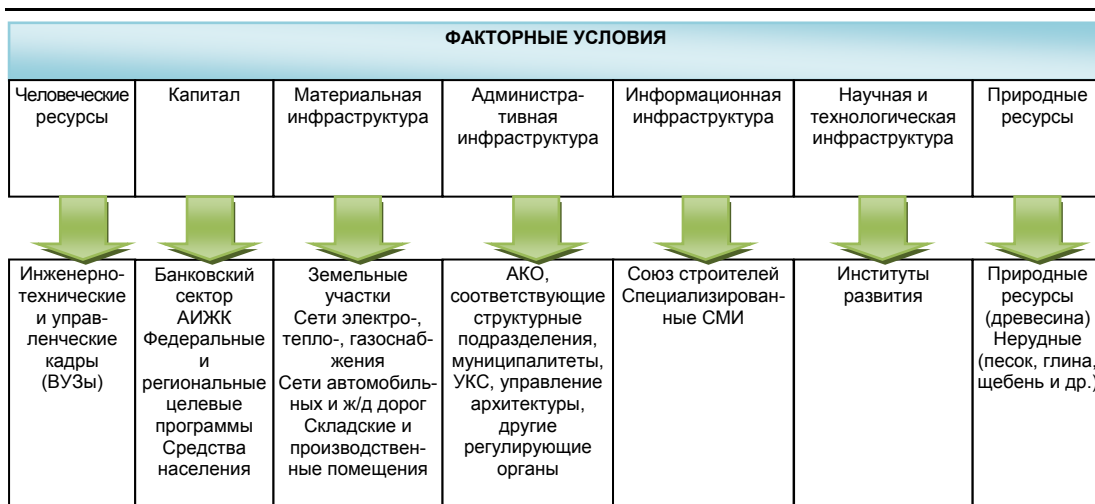 ФАКТОРНЫЕ УСЛОВИЯ
Человеческие
ресурсы
Капитал
Материальная
инфраструктура
Администра-
тивная
инфраструктура
Информационная
инфраструктура
Научная и
технологическая
инфраструктура
Природные
ресурсы
Инженерно-
технические
и управ-
ленческие
кадры
(ВУЗы)
Банковский
сектор
АИЖК
Федеральные
и
региональные
целевые
программы
Средства
населения
Земельные
участки
Сети электро-,
тепло-, газоснаб-
жения
Сети автомобиль-
ных и ж/д дорог
Складские и
производствен-
ные помещения
АКО,
соответствующие
структурные
подразделения,
муниципалитеты,
УКС, управление
архитектуры,
другие
регулирующие
органы
Союз строителей
Специализирован-
ные СМИ
Институты
развития
Природные
ресурсы
(древесина)
Нерудные
(песок, глина,
щебень и др.)